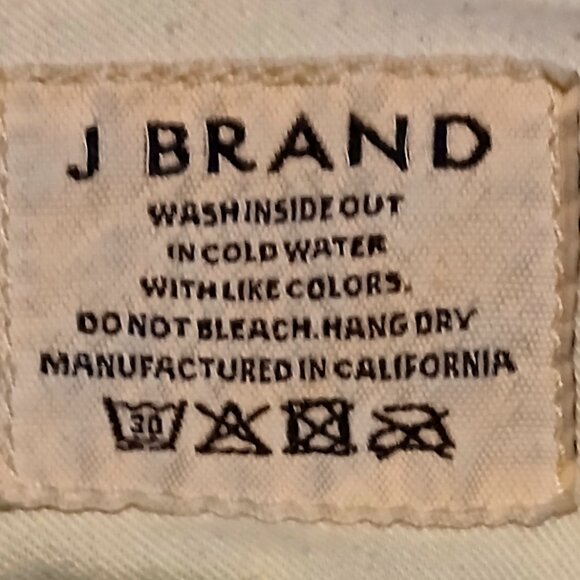 J BRAND
WASH INSIDE OUT
IN COLD WATER
WITH LIKE COLORS.
DO NOT BLEACH. HANG DRY
MANUFACTURED IN CALIFORNIA
30